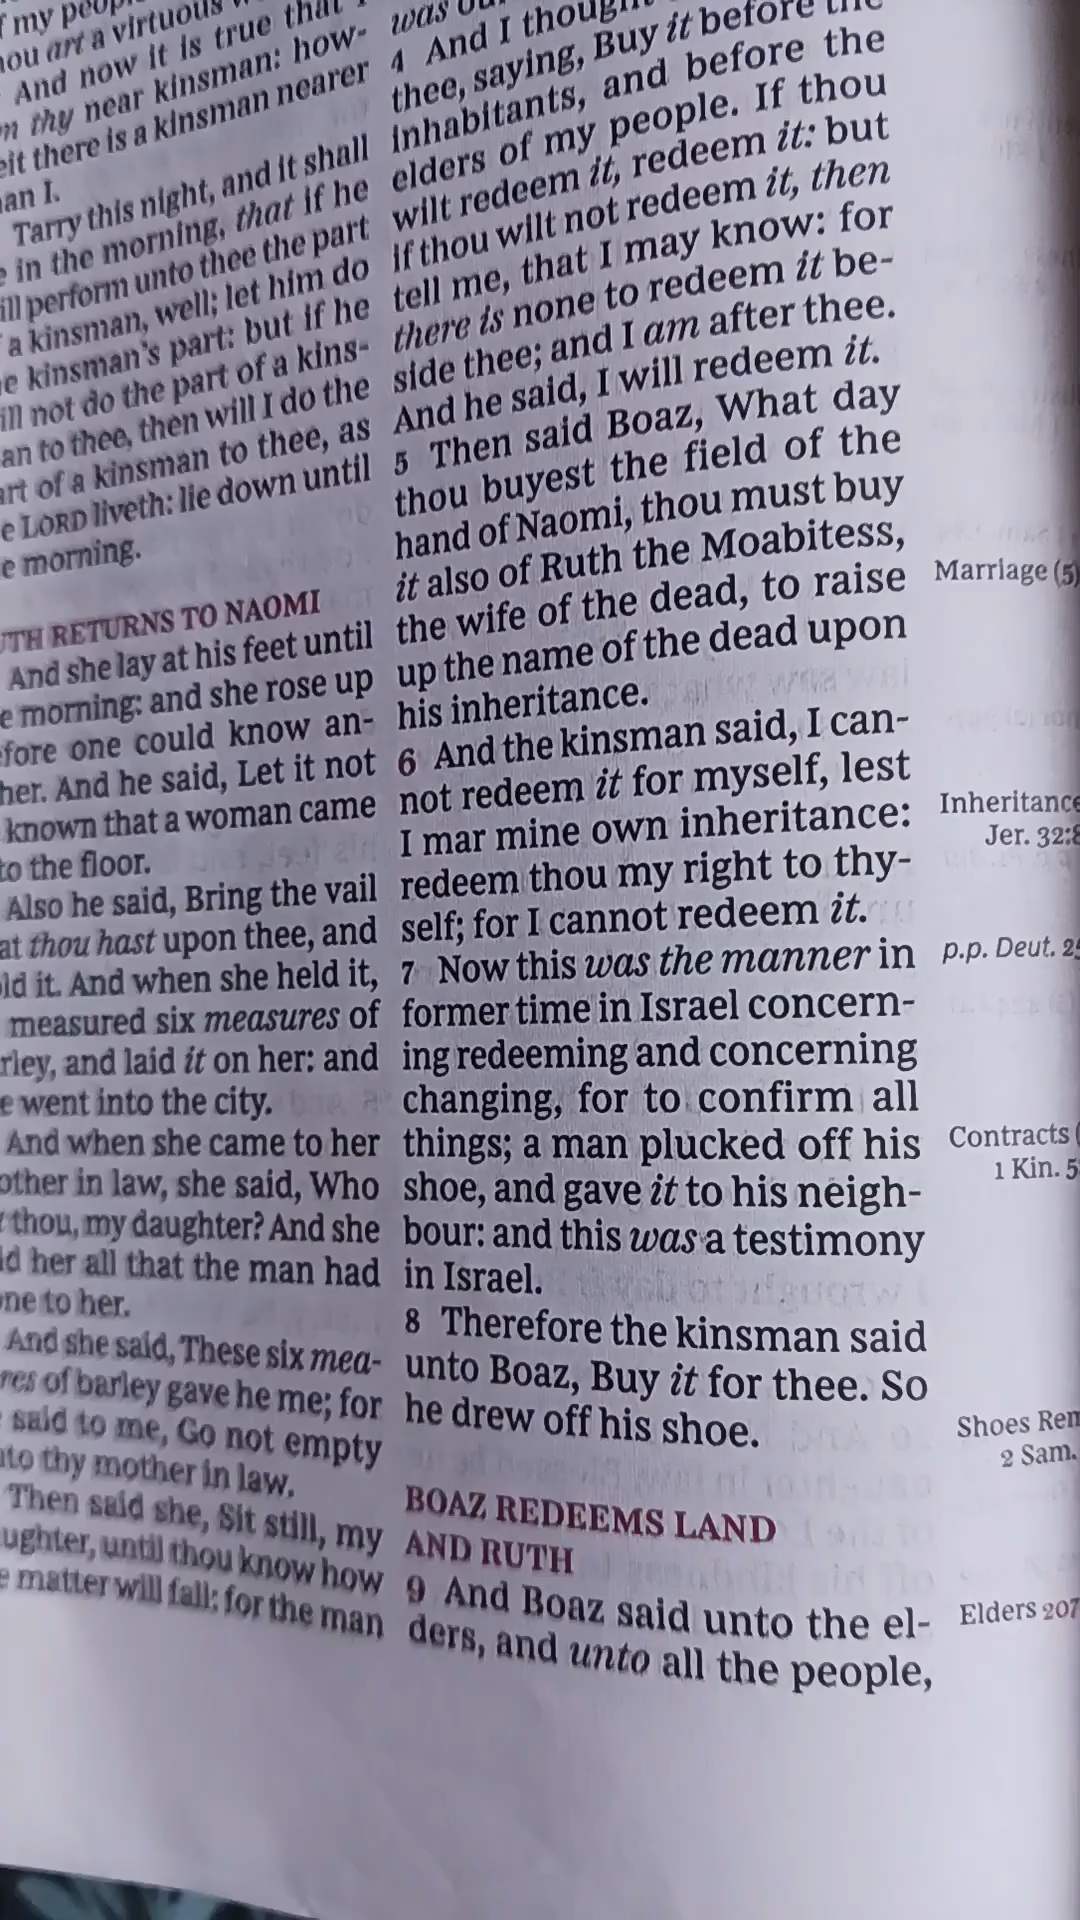 my
art a virtuous
And now it is true that
thy near kinsman: how-
there is a kinsman nearer
I.
Tarry this night, and it shall
in the morning, that if he
perform unto thee the part
a kinsman, well; let him do
kinsman's part: but if he
not do the part of a kins-
to thee, then will I do the
of a kinsman to thee, as
LORD liveth: lie down until
morning.
RETURNS TO NAOMI
And she lay at his feet until
morning: and she rose up
one could know an-
And he said, Let it not
known that a woman came
to the floor.
Also he said, Bring the vail
thou hast upon thee, and
it. And when she held it,
measured six measures of
and laid it on her: and
went into the city.
And when she came to her
in law, she said, Who
thou, my daughter? And she
her all that the man had
to her.
And she said, These six mea-
of barley gave he me; for
said to me, Go not empty
thy mother in law.
Then said she, Sit still, my
until thou know how
matter will fall: for the man
was
4 And I thought
thee, saying, Buy it before the
inhabitants, and before the
elders of my people. If thou
wilt redeem it, redeem it: but
if thou wilt not redeem it, then
tell me, that I may know: for
there is none to redeem it be-
side thee; and I am after thee.
And he said, I will redeem it.
5 Then said Boaz, What day
thou buyest the field of the
hand of Naomi, thou must buy
it also of Ruth the Moabitess,
the wife of the dead, to raise
up the name of the dead upon
his inheritance.
6 And the kinsman said, I can-
not redeem it for myself, lest
I mar mine own inheritance:
redeem thou my right to thy-
self; for I cannot redeem it.
7 Now this was the manner in
former time in Israel concern-
ing redeeming and concerning
changing, for to confirm all
things; a man plucked off his
shoe, and gave it to his neigh-
bour: and this was a testimony
in Israel.
8 Therefore the kinsman said
unto Boaz, Buy it for thee. So
he drew off his shoe.
BOAZ REDEEMS LAND
AND RUTH
9 And Boaz said unto the el-
ders, and unto all the people,
Marriage (5)
Inheritance
Jer. 32:8
p.p. Deut.
Contracts
1 Kin. 5
Shoes
2 Sam.
Elders 207